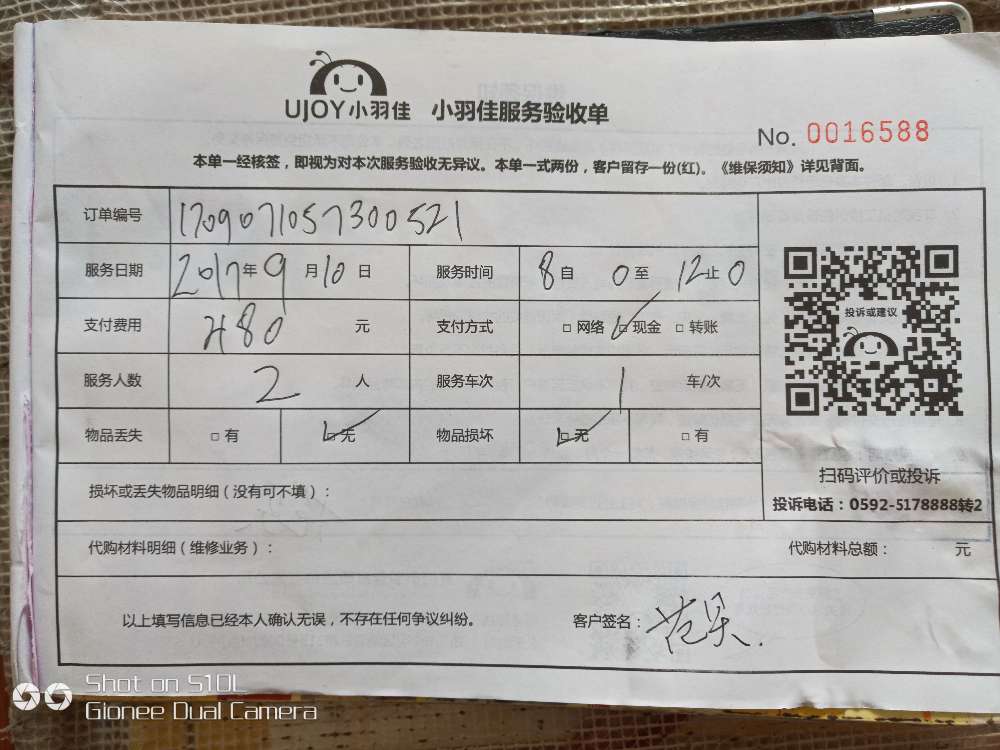 UJOY小羽佳 小羽佳服务验收单
No. 0016588
本单一经核签，即视为对本次服务验收无异议。本单一式两份，客户留存一份(红)。《维保须知》详见背面。
订单编号 1709071057300521
服务日期 2017年9月10日 服务时间 8自0至12止0
支付费用 480 元 支付方式 □网络 □现金 □转账
投诉或建议
服务人数 2 人 服务车次 1 车/次
物品丢失 □有 □无 物品损坏 □无 □有
扫码评价或投诉
损坏或丢失物品明细（没有可不填）：
投诉电话：0592-5178888转2
代购材料明细（维修业务）： 代购材料总额： 元
以上填写信息已经本人确认无误，不存在任何争议纠纷。 客户签名：范
Shot on S10L
Gionee Dual Camera